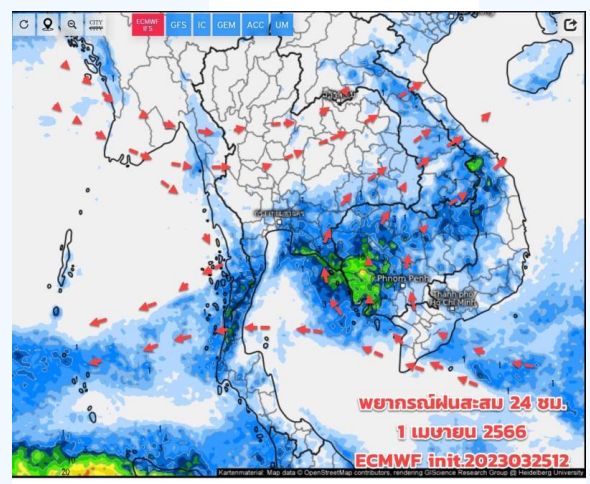 CITY
ECMWF IFS GFS IC GEM ACC UM
Phnom Penh
Thành phố
Hồ Chí Minh
พยากรณ์ฝนสะสม 24 ชม.
1 เมษายน 2566
ECMWF init.2023032512
Kartenmaterial: Map data © OpenStreetMap contributors, rendering GIScience Research Group @ Heidelberg University